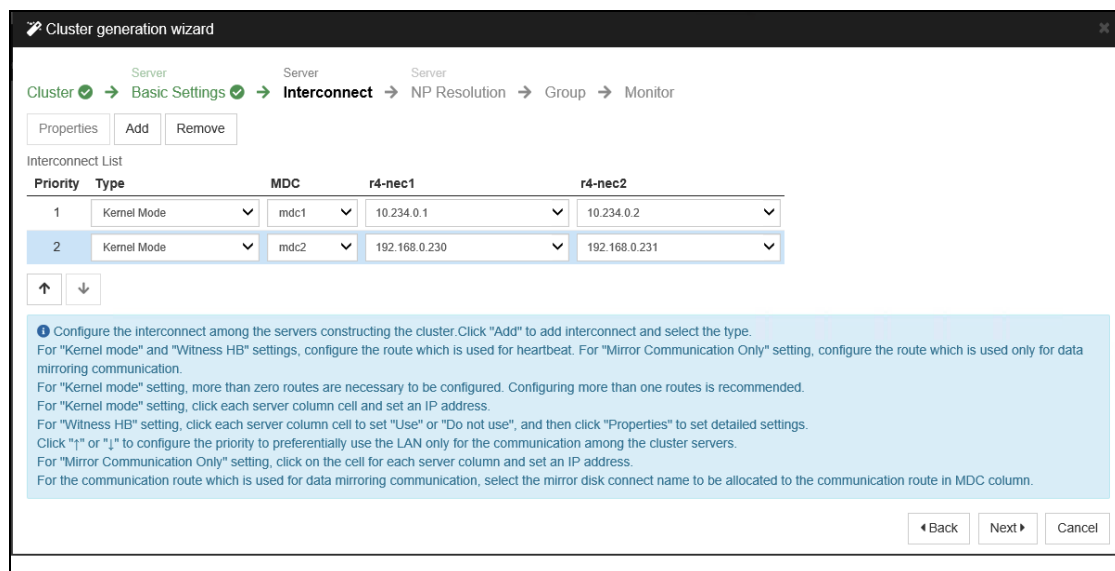 Cluster generation wizard
Server Server Server
Cluster → Basic Settings → Interconnect → NP Resolution → Group → Monitor
Properties Add Remove
Interconnect List
Priority Type MDC r4-nec1 r4-nec2
1 Kernel Mode mdc1 10.234.0.1 10.234.0.2
2 Kernel Mode mdc2 192.168.0.230 192.168.0.231
↑ ↓
Configure the interconnect among the servers constructing the cluster.Click "Add" to add interconnect and select the type.
For "Kernel mode" and "Witness HB" settings, configure the route which is used for heartbeat. For "Mirror Communication Only" setting, configure the route which is used only for data
mirroring communication.
For "Kernel mode" setting, more than zero routes are necessary to be configured. Configuring more than one routes is recommended.
For "Kernel mode" setting, click each server column cell and set an IP address.
For "Witness HB" setting, click each server column cell to set "Use" or "Do not use", and then click "Properties" to set detailed settings.
Click "↑" or "↓" to configure the priority to preferentially use the LAN only for the communication among the cluster servers.
For "Mirror Communication Only" setting, click on the cell for each server column and set an IP address.
For the communication route which is used for data mirroring communication, select the mirror disk connect name to be allocated to the communication route in MDC column.
Back Next Cancel